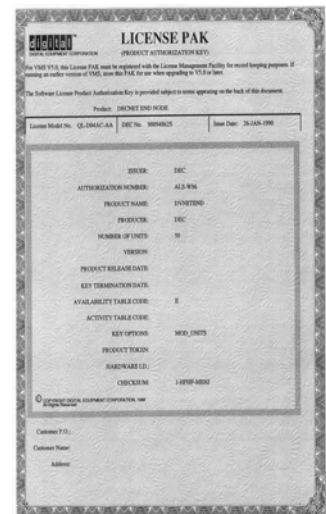 digital™
DIGITAL EQUIPMENT CORPORATION
LICENSE PAK
(PRODUCT AUTHORIZATION KEY)
For VMS V5.0, this License PAK must be registered with the License Management Facility for record keeping purposes. If
running an earlier version of VMS, store this PAK for use when upgrading to V5.0 or later.
The Software License Product Authorization Key is provided subject to terms appearing on the back of this document.
Product: DECNET END NODE
License Model No. QL-D04AC-AA DEC No. Issue Date: 26-JAN-1990
ISSUER: DEC
AUTHORIZATION NUMBER:
PRODUCT NAME: DVNETEND
PRODUCER: DEC
NUMBER OF UNITS: 50
VERSION:
PRODUCT RELEASE DATE:
KEY TERMINATION DATE:
AVAILABILITY TABLE CODE: E
ACTIVITY TABLE CODE:
KEY OPTIONS: MOD_UNITS
PRODUCT TOKEN:
HARDWARE I.D.:
CHECKSUM:
© COPYRIGHT DIGITAL EQUIPMENT CORPORATION, 1988
All Rights Reserved
Customer P.O.:
Customer Name:
Address: